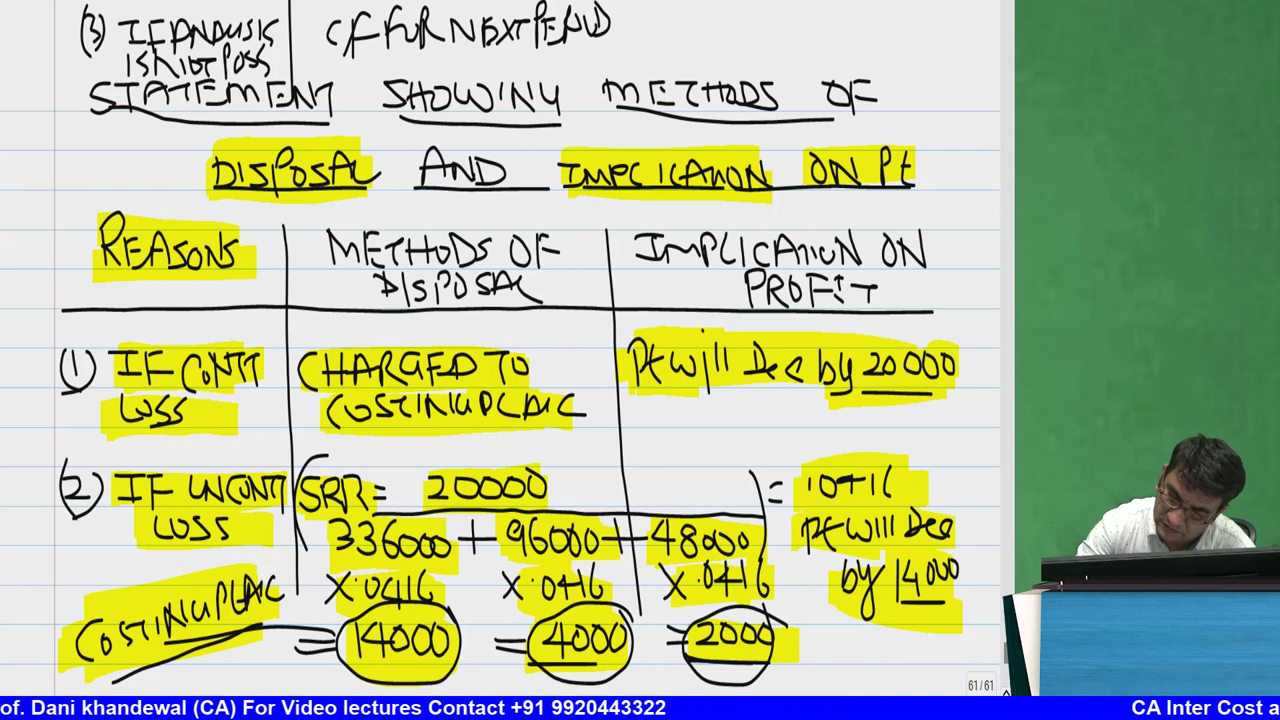 (3) IF ANALYSIS C/F FOR NEXT PERIOD
IS NOT POSS
STATEMENT SHOWING METHODS OF
DISPOSAL AND IMPLICATION ON Pt
REASONS METHODS OF IMPLICATION ON
DISPOSAL PROFIT
(1) IF CONTT CHARGED TO Pt will Dec by 20000
LOSS COSTING P/L A/C
(2) IF UNCONTT SRR = 20000 = .0416
LOSS 336000 + 96000 + 48000 Pt will Dec
X .0416 X .0416 X .0416 by 14000
COSTING P/L A/C = 14000 = 4000 = 2000
61/61
of. Dani khandewal (CA) For Video lectures Contact +91 9920443322 CA Inter Cost a